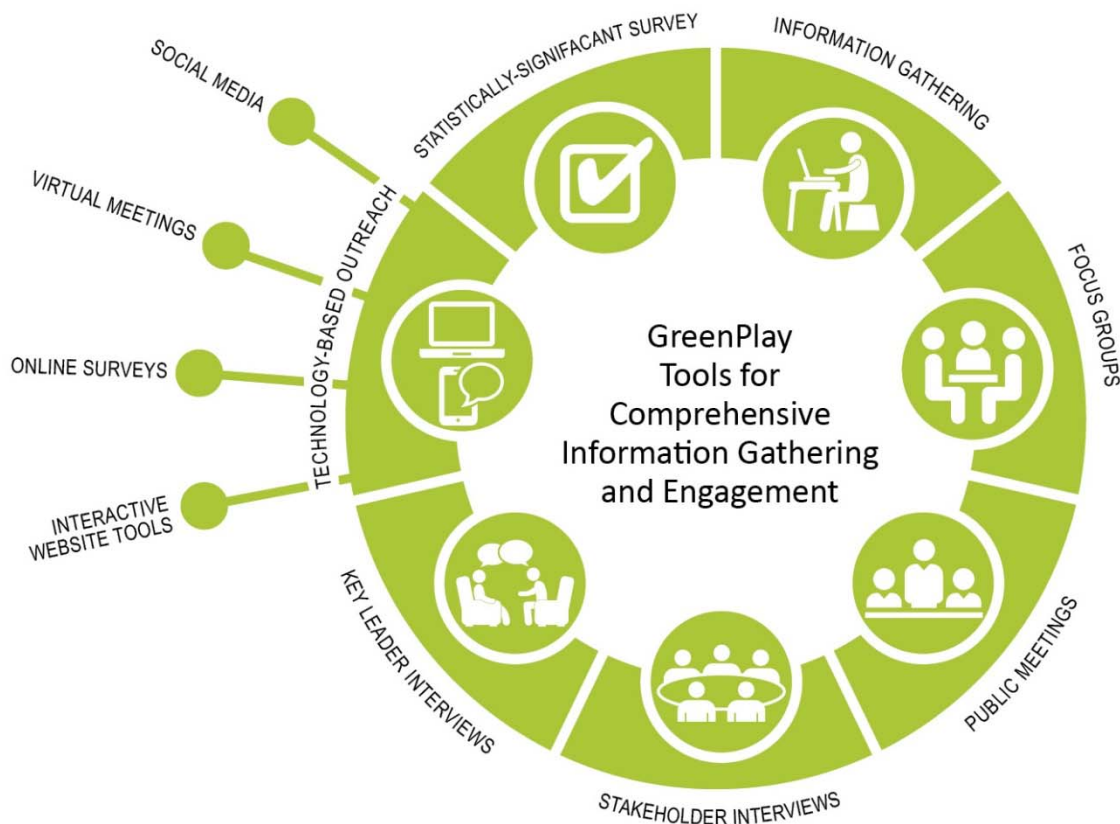 SOCIAL MEDIA
VIRTUAL MEETINGS
ONLINE SURVEYS
INTERACTIVE
WEBSITE TOOLS
TECHNOLOGY-BASED OUTREACH
STATISTICALLY-SIGNIFACANT SURVEY
INFORMATION GATHERING
FOCUS GROUPS
PUBLIC MEETINGS
STAKEHOLDER INTERVIEWS
KEY LEADER INTERVIEWS
GreenPlay
Tools for
Comprehensive
Information Gathering
and Engagement